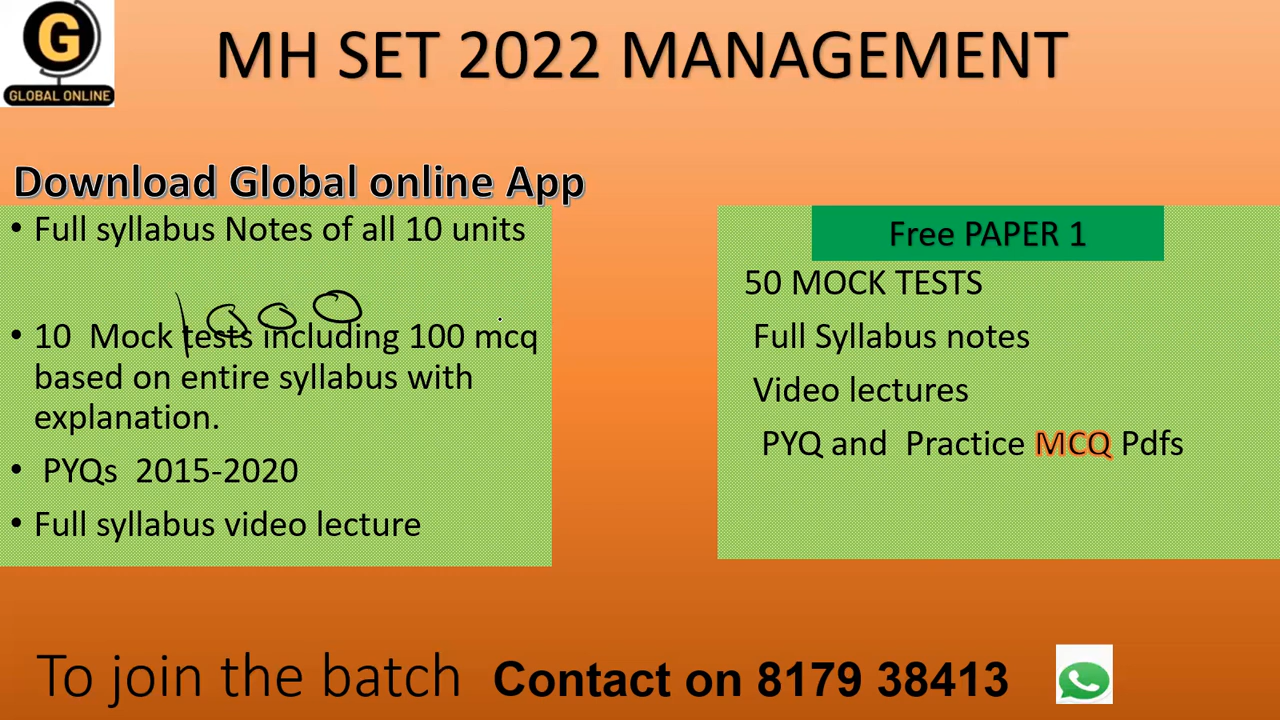 G
GLOBAL ONLINE
MH SET 2022 MANAGEMENT
Download Global online App
• Full syllabus Notes of all 10 units
1000
• 10 Mock tests including 100 mcq
based on entire syllabus with
explanation.
• PYQs 2015-2020
• Full syllabus video lecture
Free PAPER 1
50 MOCK TESTS
Full Syllabus notes
Video lectures
PYQ and Practice MCQ Pdfs
To join the batch Contact on 8179 38413